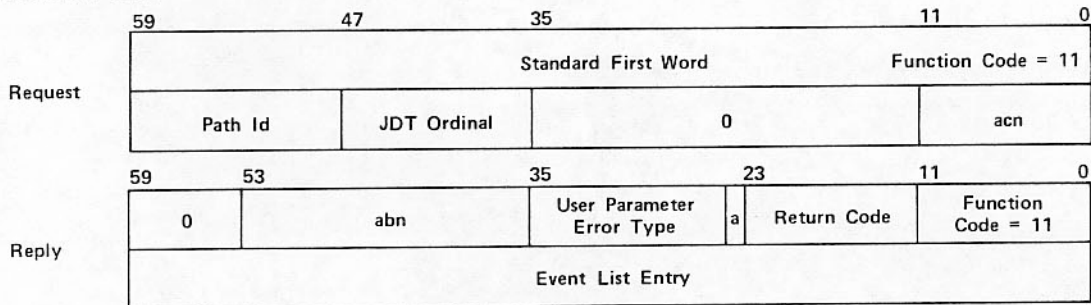 59 47 35 11 0
Standard First Word Function Code = 11
Request
Path Id JDT Ordinal 0 acn
59 53 35 23 11 0
0 abn User Parameter Error Type a Return Code Function Code = 11
Reply
Event List Entry